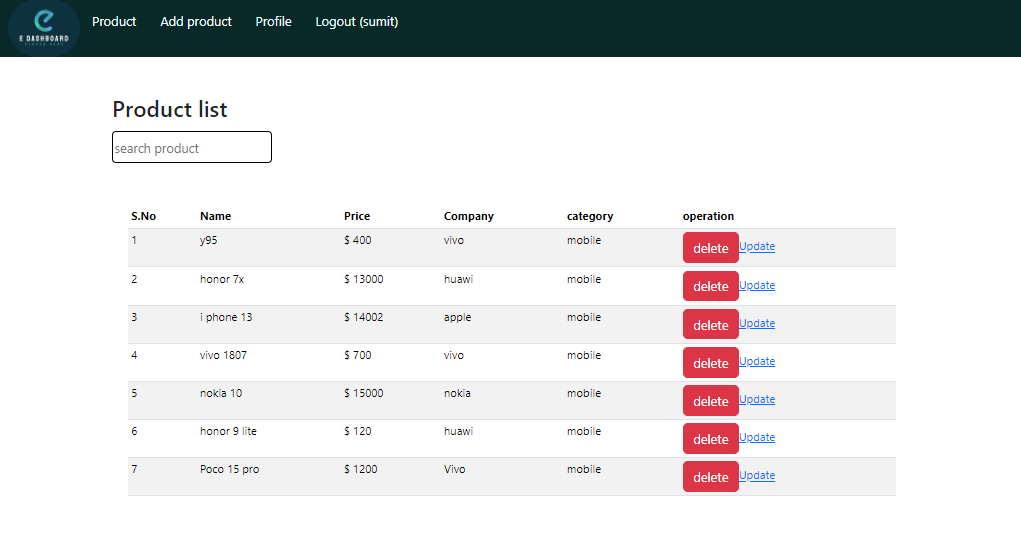 Product Add product Profile Logout (sumit)
E DASHBOARD
Product list
search product
S.No Name Price Company category operation
1 y95 $ 400 vivo mobile delete Update
2 honor 7x $ 13000 huawi mobile delete Update
3 i phone 13 $ 14002 apple mobile delete Update
4 vivo 1807 $ 700 vivo mobile delete Update
5 nokia 10 $ 15000 nokia mobile delete Update
6 honor 9 lite $ 120 huawi mobile delete Update
7 Poco 15 pro $ 1200 Vivo mobile delete Update